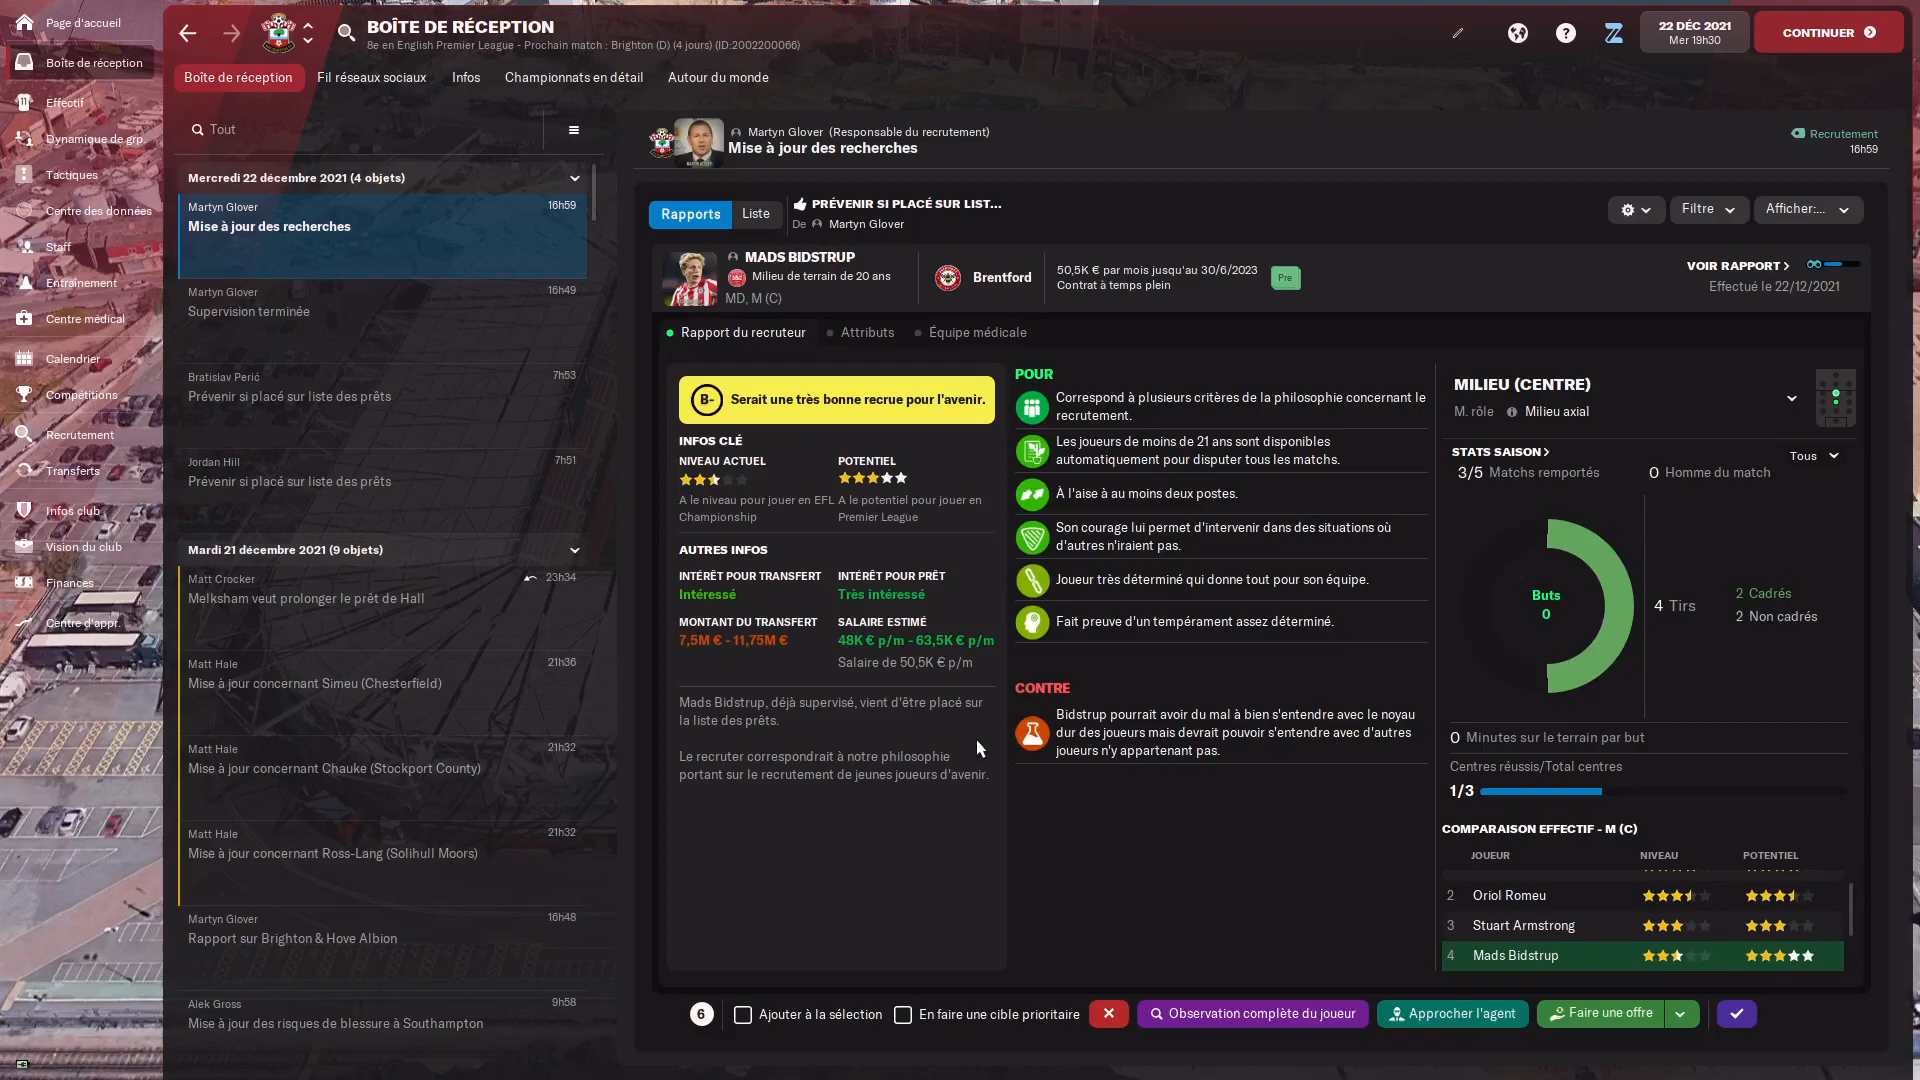 Page d'accueil
Boîte de réception
Effectif
Dynamique de grp.
Tactiques
Centre des données
Staff
Entraînement
Centre médical
Calendrier
Compétitions
Recrutement
Transferts
Infos club
Vision du club
Finances
Centre d'appr.
BOÎTE DE RÉCEPTION
8e en English Premier League - Prochain match : Brighton (D) (4 jours) (ID:2002200066)
22 DÉC 2021
Mer 19h30
CONTINUER
Boîte de réception
Fil réseaux sociaux
Infos
Championnats en détail
Autour du monde
Tout
Mercredi 22 décembre 2021 (4 objets)
Martyn Glover 16h59
Mise à jour des recherches
Martyn Glover 16h49
Supervision terminée
Bratislav Perić 7h53
Prévenir si placé sur liste des prêts
Jordan Hill 7h51
Prévenir si placé sur liste des prêts
Mardi 21 décembre 2021 (9 objets)
Matt Crocker 23h34
Melksham veut prolonger le prêt de Hall
Matt Hale 21h36
Mise à jour concernant Simeu (Chesterfield)
Matt Hale 21h32
Mise à jour concernant Chauke (Stockport County)
Matt Hale 21h32
Mise à jour concernant Ross-Lang (Solihull Moors)
Martyn Glover 16h48
Rapport sur Brighton & Hove Albion
Alek Gross 9h58
Mise à jour des risques de blessure à Southampton
Martyn Glover (Responsable du recrutement)
Mise à jour des recherches
Recrutement
16h59
Rapports
Liste
PRÉVENIR SI PLACÉ SUR LIST...
De Martyn Glover
Filtre
Afficher:...
MADS BIDSTRUP
Milieu de terrain de 20 ans
MD, M (C)
Brentford
50,5K € par mois jusqu'au 30/6/2023
Contrat à temps plein
Pre
VOIR RAPPORT >
Effectué le 22/12/2021
Rapport du recruteur
Attributs
Équipe médicale
B-
Serait une très bonne recrue pour l'avenir.
INFOS CLÉ
NIVEAU ACTUEL
A le niveau pour jouer en EFL
Championship
POTENTIEL
A le potentiel pour jouer en
Premier League
AUTRES INFOS
INTÉRÊT POUR TRANSFERT
Intéressé
INTÉRÊT POUR PRÊT
Très intéressé
MONTANT DU TRANSFERT
7,5M € - 11,75M €
SALAIRE ESTIMÉ
48K € p/m - 63,5K € p/m
Salaire de 50,5K € p/m
Mads Bidstrup, déjà supervisé, vient d'être placé sur
la liste des prêts.
Le recruter correspondrait à notre philosophie
portant sur le recrutement de jeunes joueurs d'avenir.
POUR
Correspond à plusieurs critères de la philosophie concernant le
recrutement.
Les joueurs de moins de 21 ans sont disponibles
automatiquement pour disputer tous les matchs.
À l'aise à au moins deux postes.
Son courage lui permet d'intervenir dans des situations où
d'autres n'iraient pas.
Joueur très déterminé qui donne tout pour son équipe.
Fait preuve d'un tempérament assez déterminé.
CONTRE
Bidstrup pourrait avoir du mal à bien s'entendre avec le noyau
dur des joueurs mais devrait pouvoir s'entendre avec d'autres
joueurs n'y appartenant pas.
MILIEU (CENTRE)
M. rôle Milieu axial
STATS SAISON >
Tous
3/5 Matchs remportés
0 Homme du match
Buts
0
4 Tirs
2 Cadrés
2 Non cadrés
0 Minutes sur le terrain par but
Centres réussis/Total centres
1/3
COMPARAISON EFFECTIF - M (C)
JOUEUR NIVEAU POTENTIEL
2 Oriol Romeu
3 Stuart Armstrong
4 Mads Bidstrup
6
Ajouter à la sélection
En faire une cible prioritaire
Observation complète du joueur
Approcher l'agent
Faire une offre